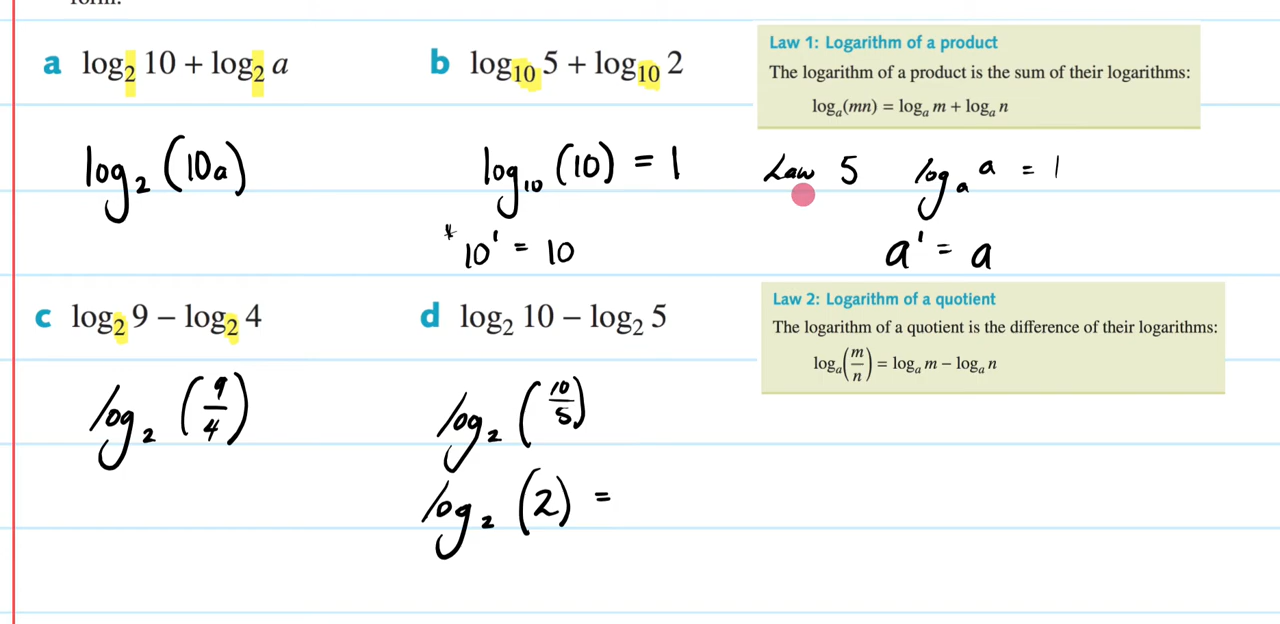 form.
a log₂ 10 + log₂ a
b log₁₀ 5 + log₁₀ 2
Law 1: Logarithm of a product
The logarithm of a product is the sum of their logarithms:
logₐ(mn) = logₐ m + logₐ n
log₂ (10a)
log₁₀ (10) = 1
* 10¹ = 10
Law 5 logₐ a = 1
a¹ = a
c log₂ 9 − log₂ 4
d log₂ 10 − log₂ 5
Law 2: Logarithm of a quotient
The logarithm of a quotient is the difference of their logarithms:
logₐ(m/n) = logₐ m − logₐ n
log₂ (9/4)
log₂ (10/5)
log₂ (2) =